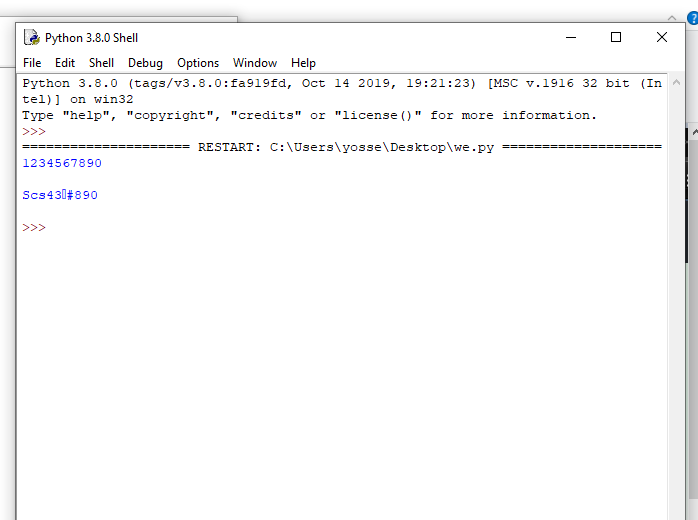 Python 3.8.0 Shell
File Edit Shell Debug Options Window Help
Python 3.8.0 (tags/v3.8.0:fa919fd, Oct 14 2019, 19:21:23) [MSC v.1916 32 bit (In
tel)] on win32
Type "help", "copyright", "credits" or "license()" for more information.
>>>
===================== RESTART: C:\Users\yosse\Desktop\we.py ====================
1234567890
Scs43▯#890
>>>